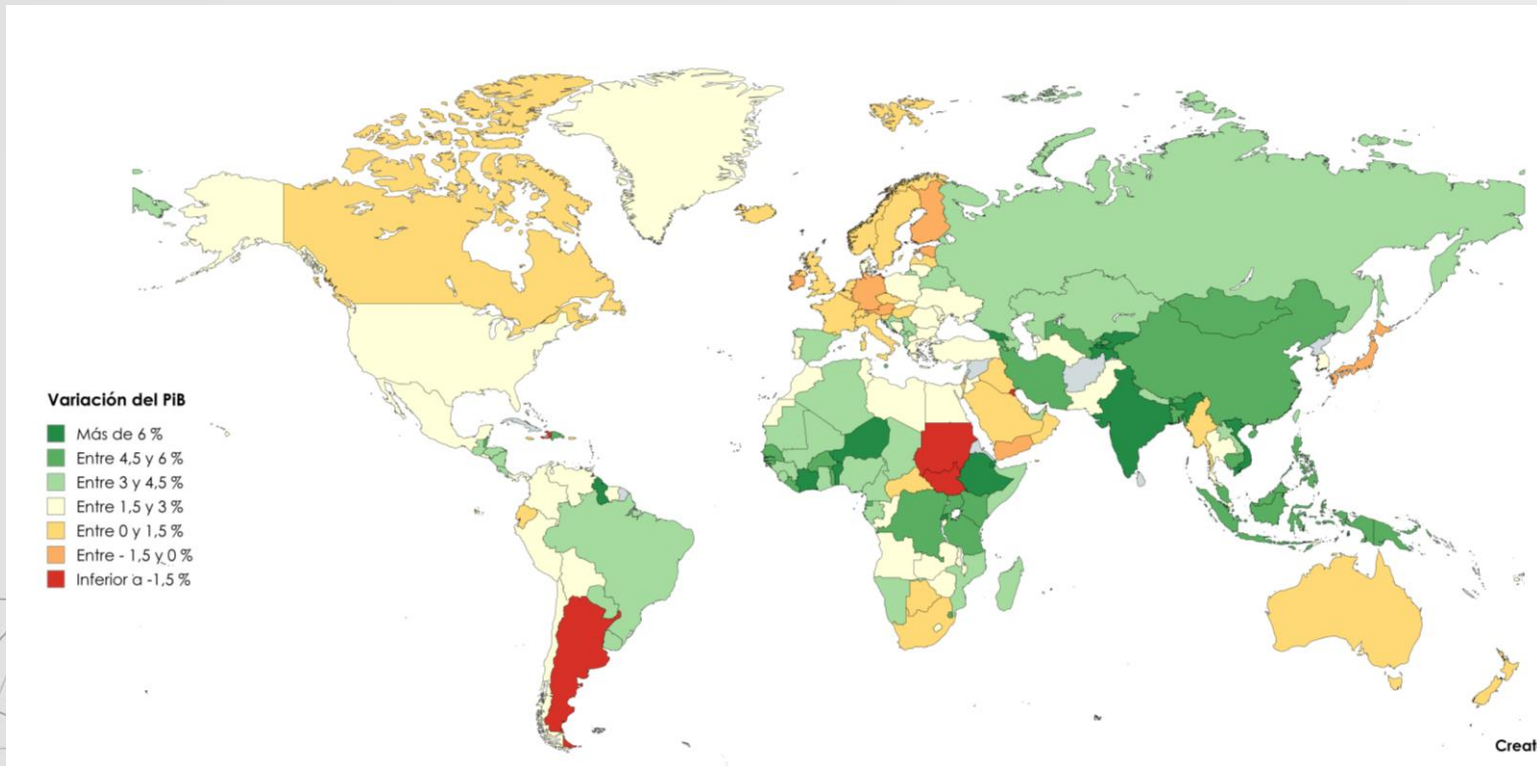 Variación del PiB
Más de 6 %
Entre 4,5 y 6 %
Entre 3 y 4,5 %
Entre 1,5 y 3 %
Entre 0 y 1,5 %
Entre - 1,5 y 0 %
Inferior a -1,5 %
Creat